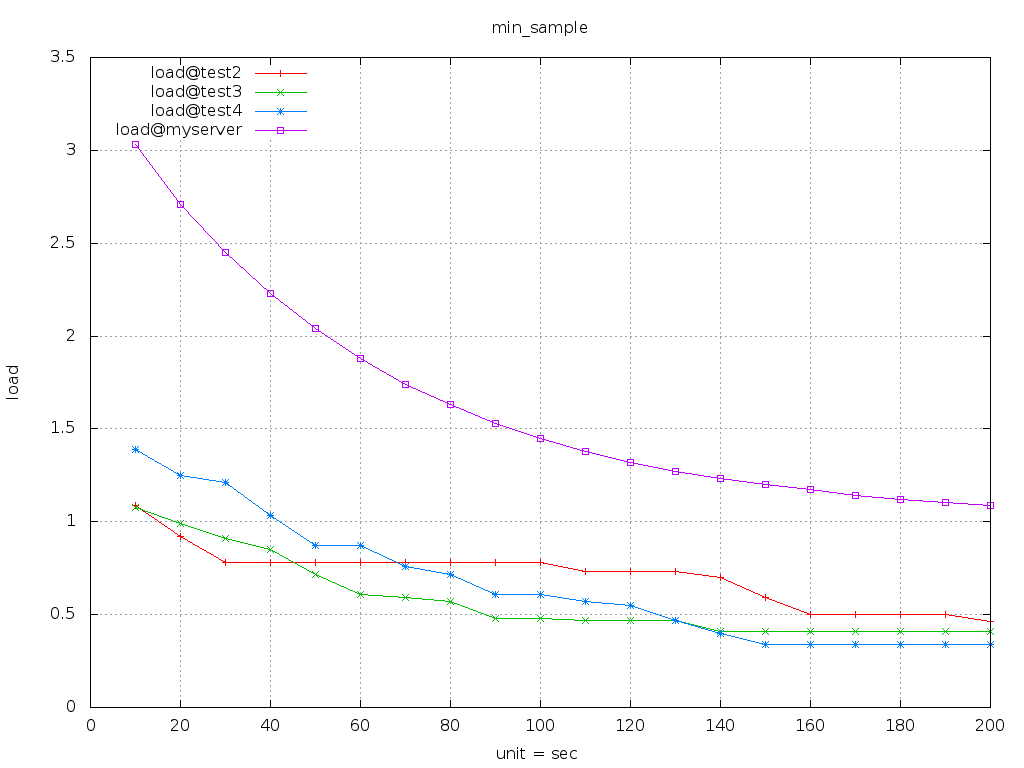 min_sample
load@test2
load@test3
load@test4
load@myserver
3.5
3
2.5
2
1.5
1
0.5
0
load
0 20 40 60 80 100 120 140 160 180 200
unit = sec